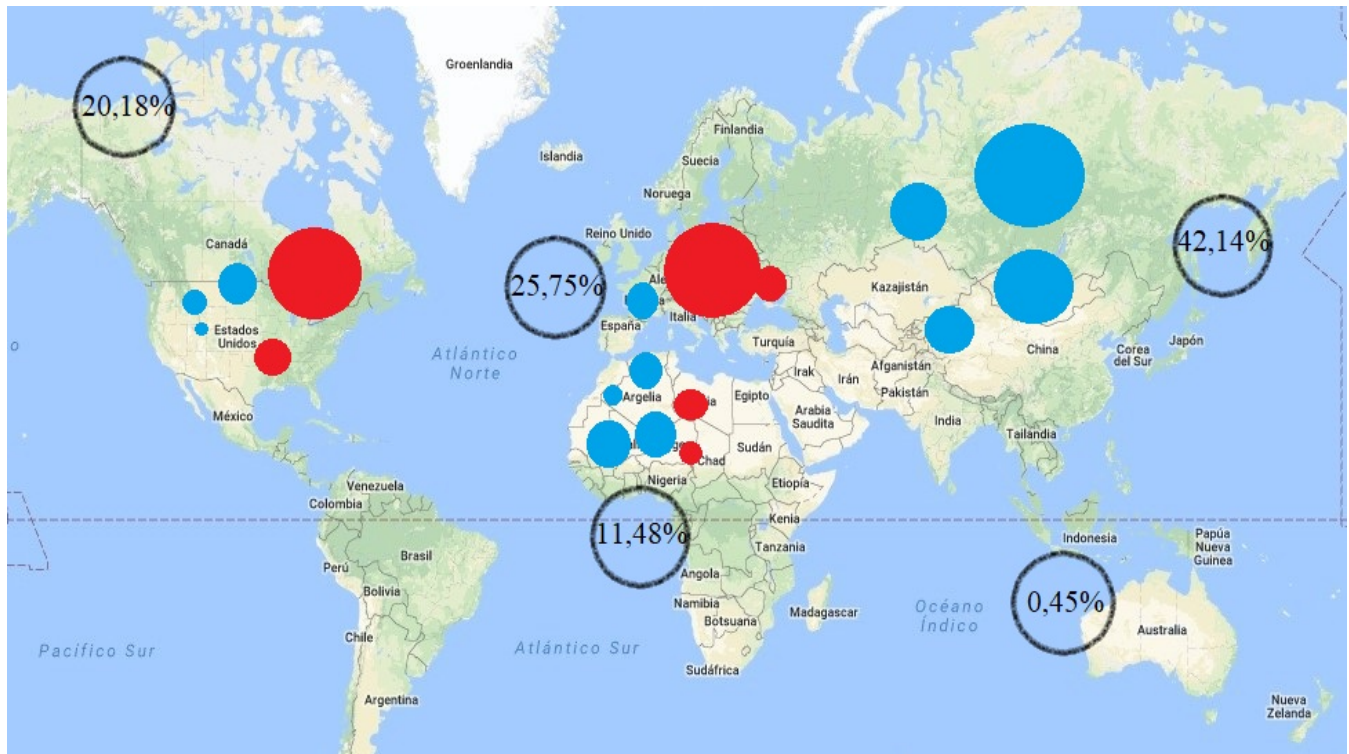 Groenlandia
20,18%
Finlandia
Islandia
Suecia
Noruega
Reino Unido
Canadá
42,14%
25,75%
Kazajistán
Italia
España
Estados
Unidos
Turquía
Japón
Corea
del Sur
China
Atlántico
Norte
Afganistán
Irak
Irán
Pakistán
Argelia
Egipto
México
Arabia
Saudita
India
Tailandia
Sudán
Chad
Nigeria
Etiopía
Venezuela
Colombia
11,48%
Kenia
Indonesia
Papúa
Nueva
Guinea
Tanzania
Brasil
Perú
Angola
Bolivia
0,45%
Namibia
Madagascar
Océano
Índico
Botsuana
Australia
Chile
Pacífico Sur
Atlántico Sur
Sudáfrica
Argentina
Nueva
Zelanda